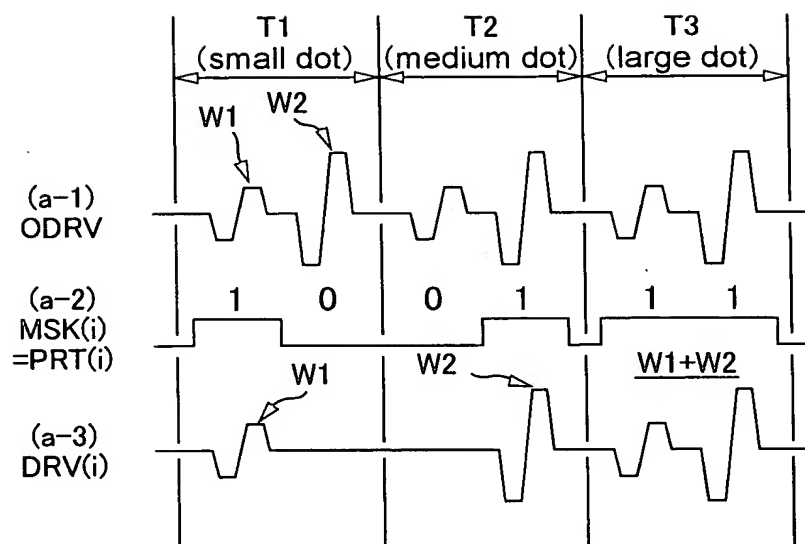 T1 T2 T3
(small dot) (medium dot) (large dot)
W1 W2
(a-1)
ODRV
(a-2) 1 0 0 1 1 1
MSK(i)
=PRT(i)
W1 W2 W1+W2
(a-3)
DRV(i)